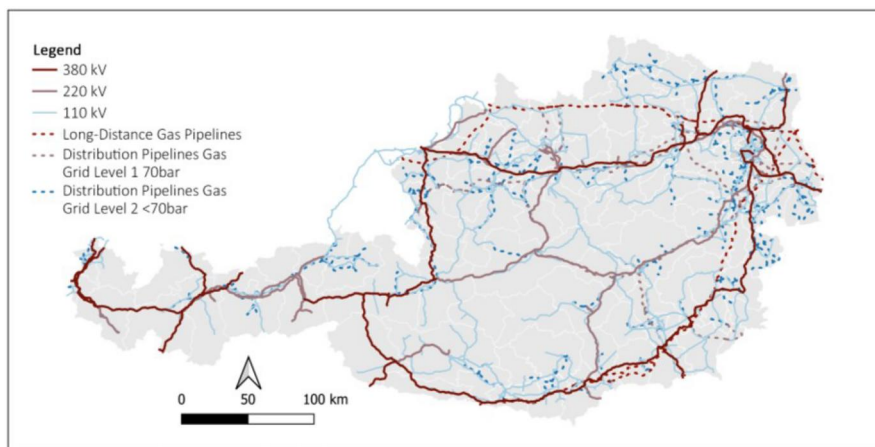 Legend
380 kV
220 kV
110 kV
Long-Distance Gas Pipelines
Distribution Pipelines Gas
Grid Level 1 70bar
Distribution Pipelines Gas
Grid Level 2 <70bar
0 50 100 km